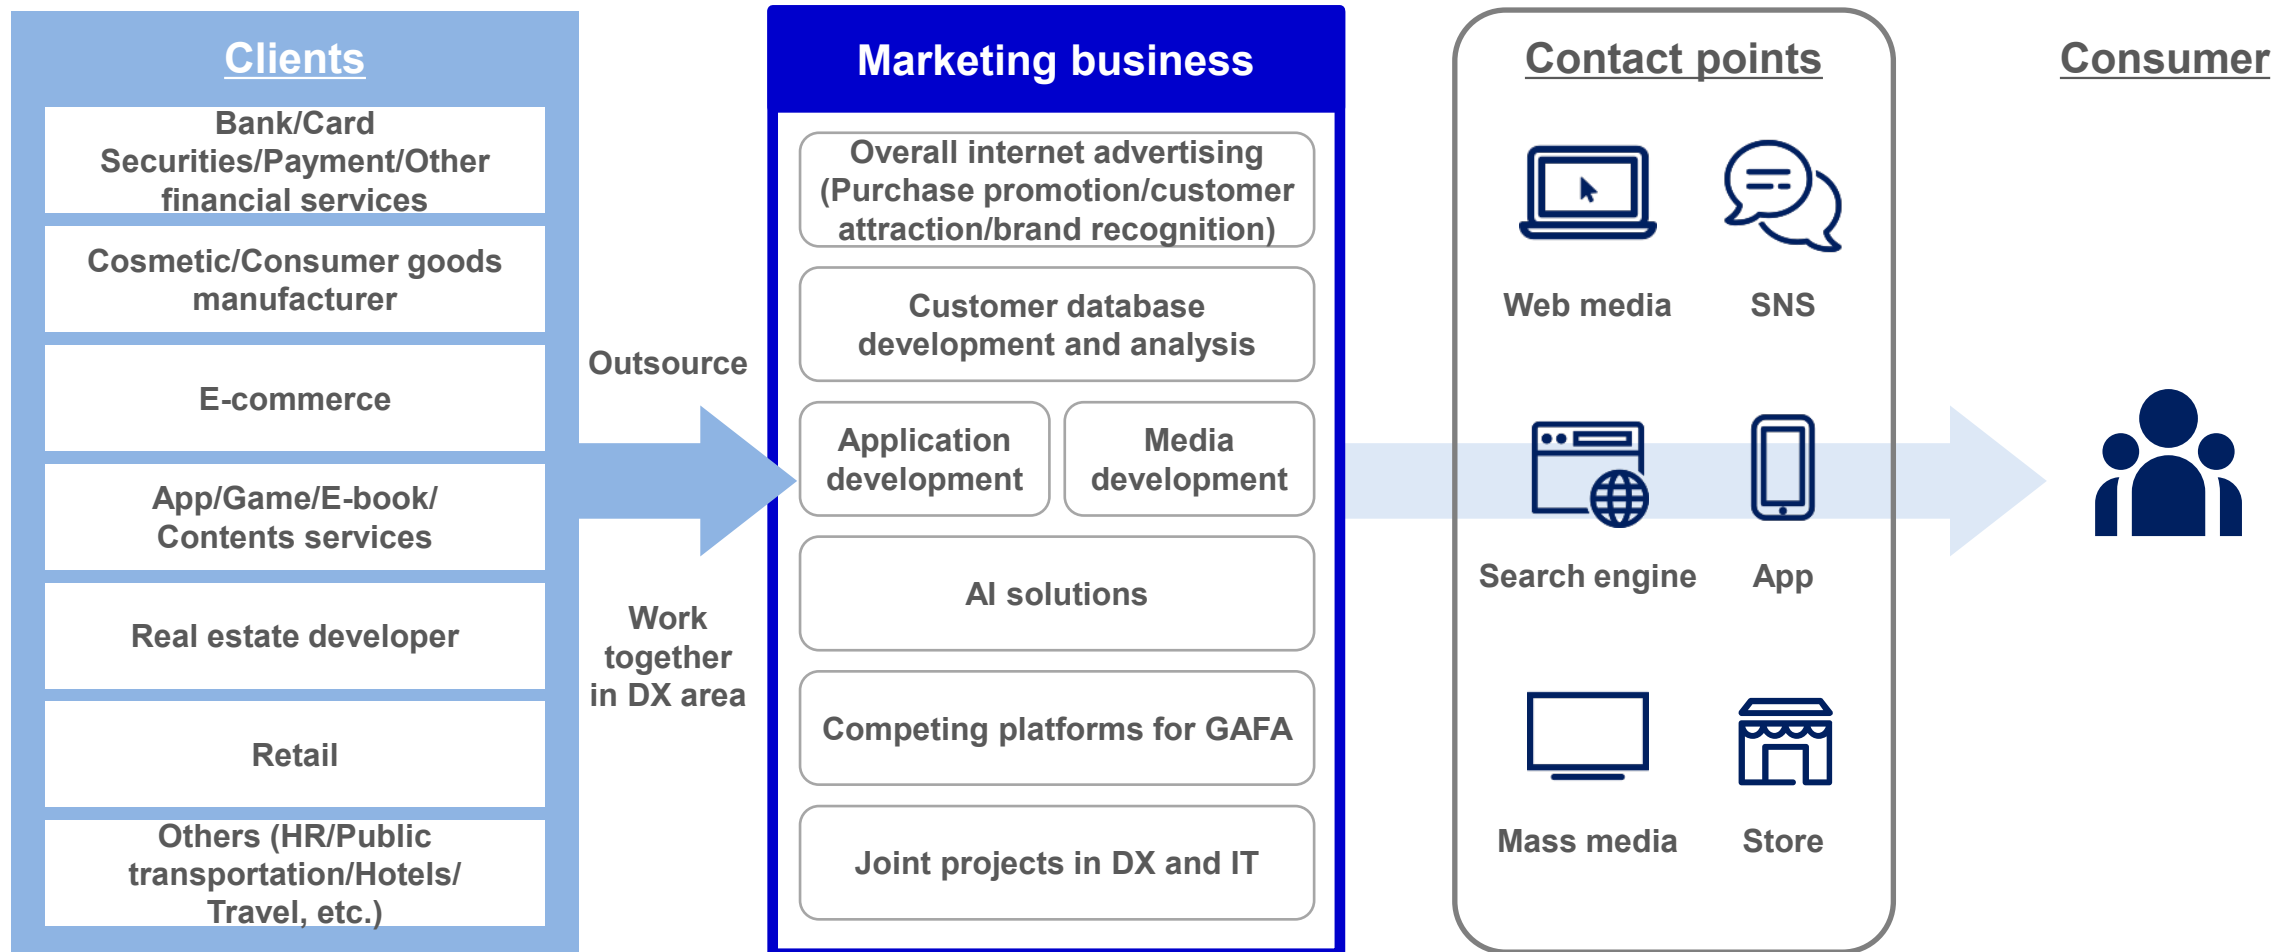 Clients
Bank/Card
Securities/Payment/Other
financial services
Cosmetic/Consumer goods
manufacturer
E-commerce
App/Game/E-book/
Contents services
Real estate developer
Retail
Others (HR/Public
transportation/Hotels/
Travel, etc.)
Outsource
Work
together
in DX area
Marketing business
Overall internet advertising
(Purchase promotion/customer
attraction/brand recognition)
Customer database
development and analysis
Application
development
Media
development
AI solutions
Competing platforms for GAFA
Joint projects in DX and IT
Contact points
Web media
SNS
Search engine
App
Mass media
Store
Consumer